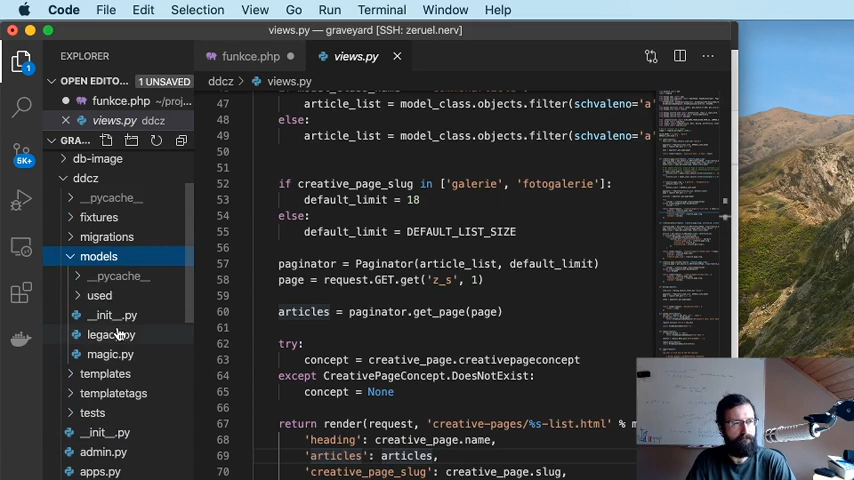 Code File Edit Selection View Go Run Terminal Window Help
views.py — graveyard [SSH: zeruel.nerv]
EXPLORER
funkce.php
views.py
OPEN EDITO... 1 UNSAVED
ddcz > views.py
funkce.php ~/proj...
views.py ddcz
GRA...
db-image
ddcz
__pycache__
fixtures
migrations
models
__pycache__
used
__init__.py
legacy.py
magic.py
templates
templatetags
tests
__init__.py
admin.py
apps.py
1
5K+
47 article_list = model_class.objects.filter(schvaleno='a'
48 else:
49 article_list = model_class.objects.filter(schvaleno='a'
50
51
52 if creative_page_slug in ['galerie', 'fotogalerie']:
53 default_limit = 18
54 else:
55 default_limit = DEFAULT_LIST_SIZE
56
57 paginator = Paginator(article_list, default_limit)
58 page = request.GET.get('z_s', 1)
59
60 articles = paginator.get_page(page)
61
62 try:
63 concept = creative_page.creativepageconcept
64 except CreativePageConcept.DoesNotExist:
65 concept = None
66
67 return render(request, 'creative-pages/%s-list.html' % m
68 'heading': creative_page.name,
69 'articles': articles,
70 'creative_page_slug': creative_page.slug,